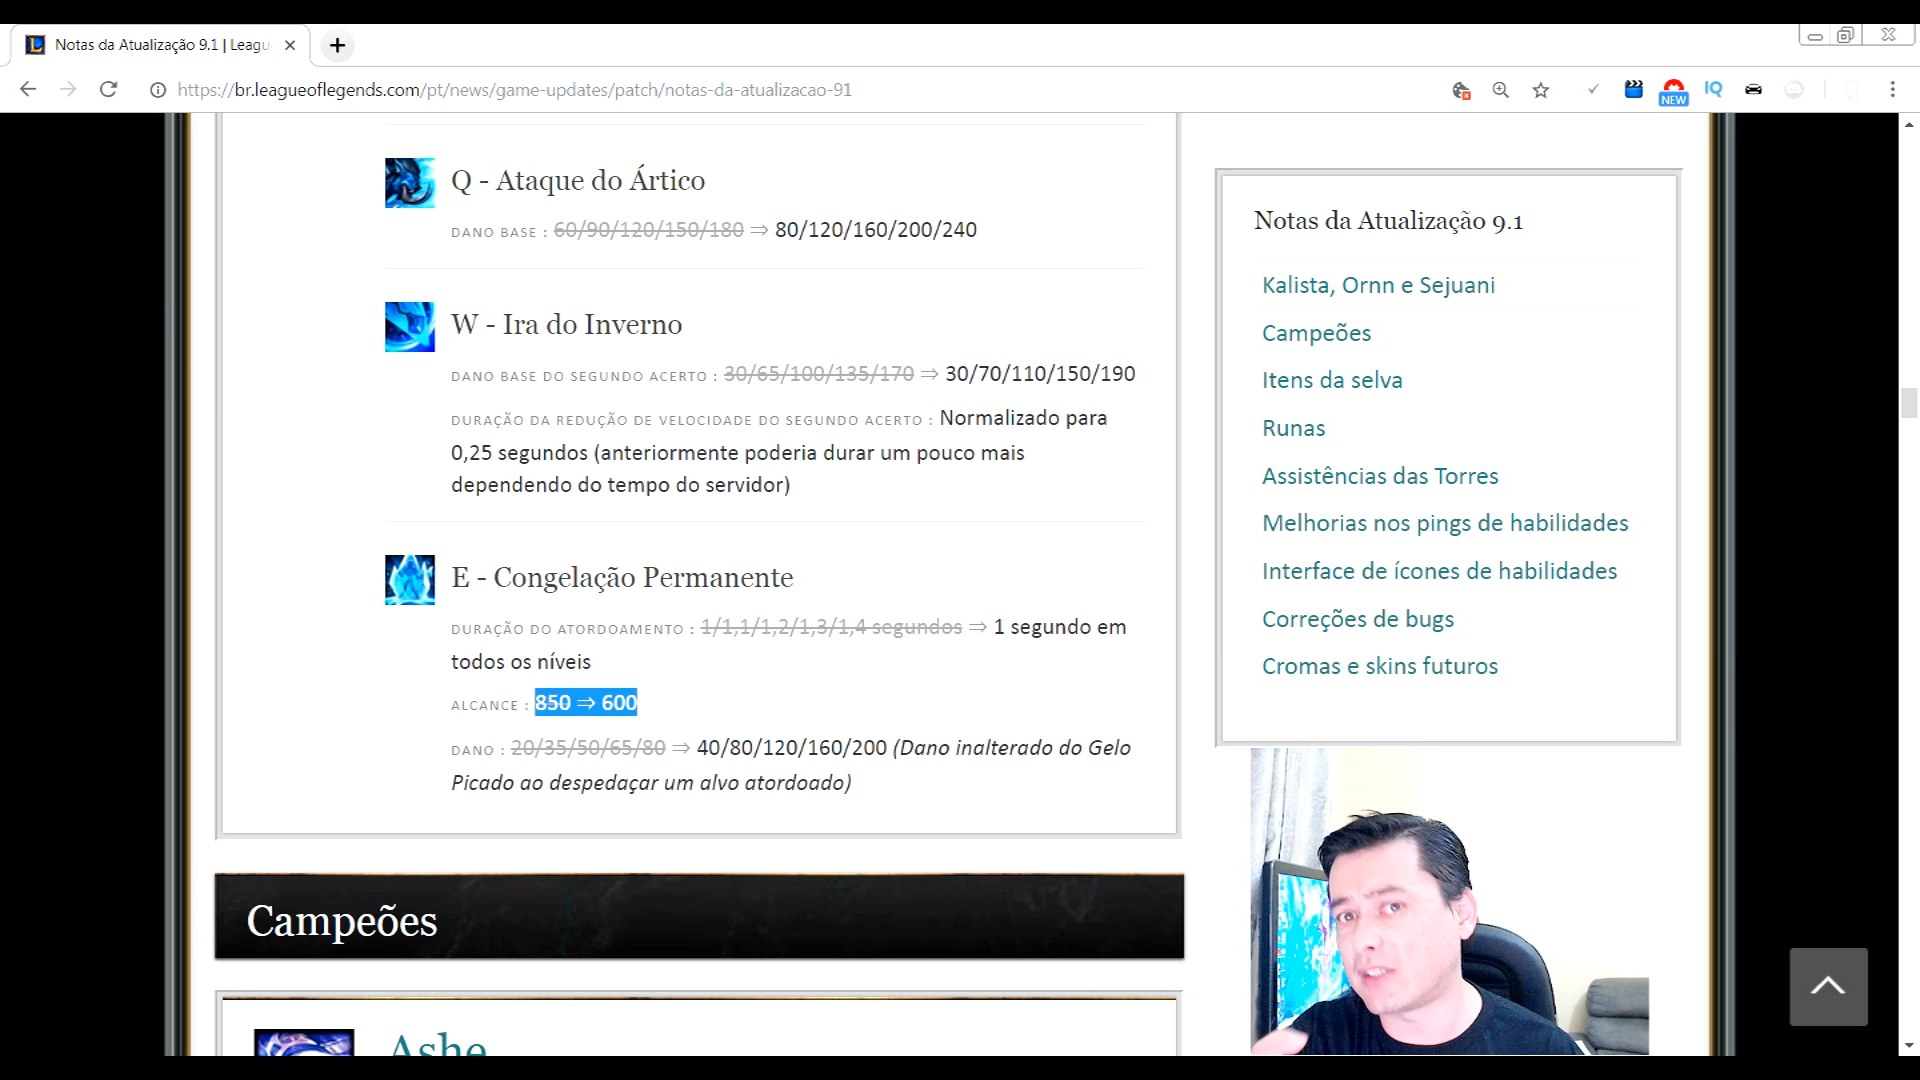 Notas da Atualização 9.1 | Leagu
https://br.leagueoflegends.com/pt/news/game-updates/patch/notas-da-atualizacao-91
NEW
IQ
Q - Ataque do Ártico
DANO BASE : 60/90/120/150/180 ⇒ 80/120/160/200/240
W - Ira do Inverno
DANO BASE DO SEGUNDO ACERTO : 30/65/100/135/170 ⇒ 30/70/110/150/190
DURAÇÃO DA REDUÇÃO DE VELOCIDADE DO SEGUNDO ACERTO : Normalizado para
0,25 segundos (anteriormente poderia durar um pouco mais
dependendo do tempo do servidor)
E - Congelação Permanente
DURAÇÃO DO ATORDOAMENTO : 1/1,1/1,2/1,3/1,4 segundos ⇒ 1 segundo em
todos os níveis
ALCANCE : 850 ⇒ 600
DANO : 20/35/50/65/80 ⇒ 40/80/120/160/200 (Dano inalterado do Gelo
Picado ao despedaçar um alvo atordoado)
Campeões
Ashe
Notas da Atualização 9.1
Kalista, Ornn e Sejuani
Campeões
Itens da selva
Runas
Assistências das Torres
Melhorias nos pings de habilidades
Interface de ícones de habilidades
Correções de bugs
Cromas e skins futuros